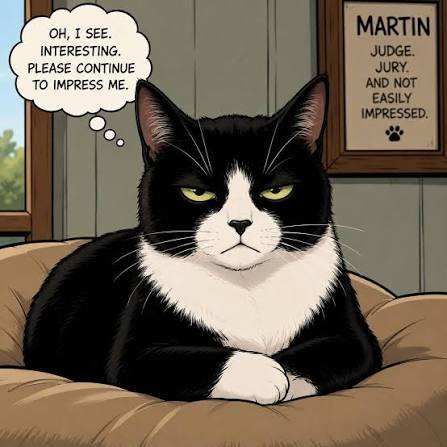 OH, I SEE.
INTERESTING.
PLEASE CONTINUE
TO IMPRESS ME.
MARTIN
JUDGE.
JURY.
AND NOT
EASILY
IMPRESSED.